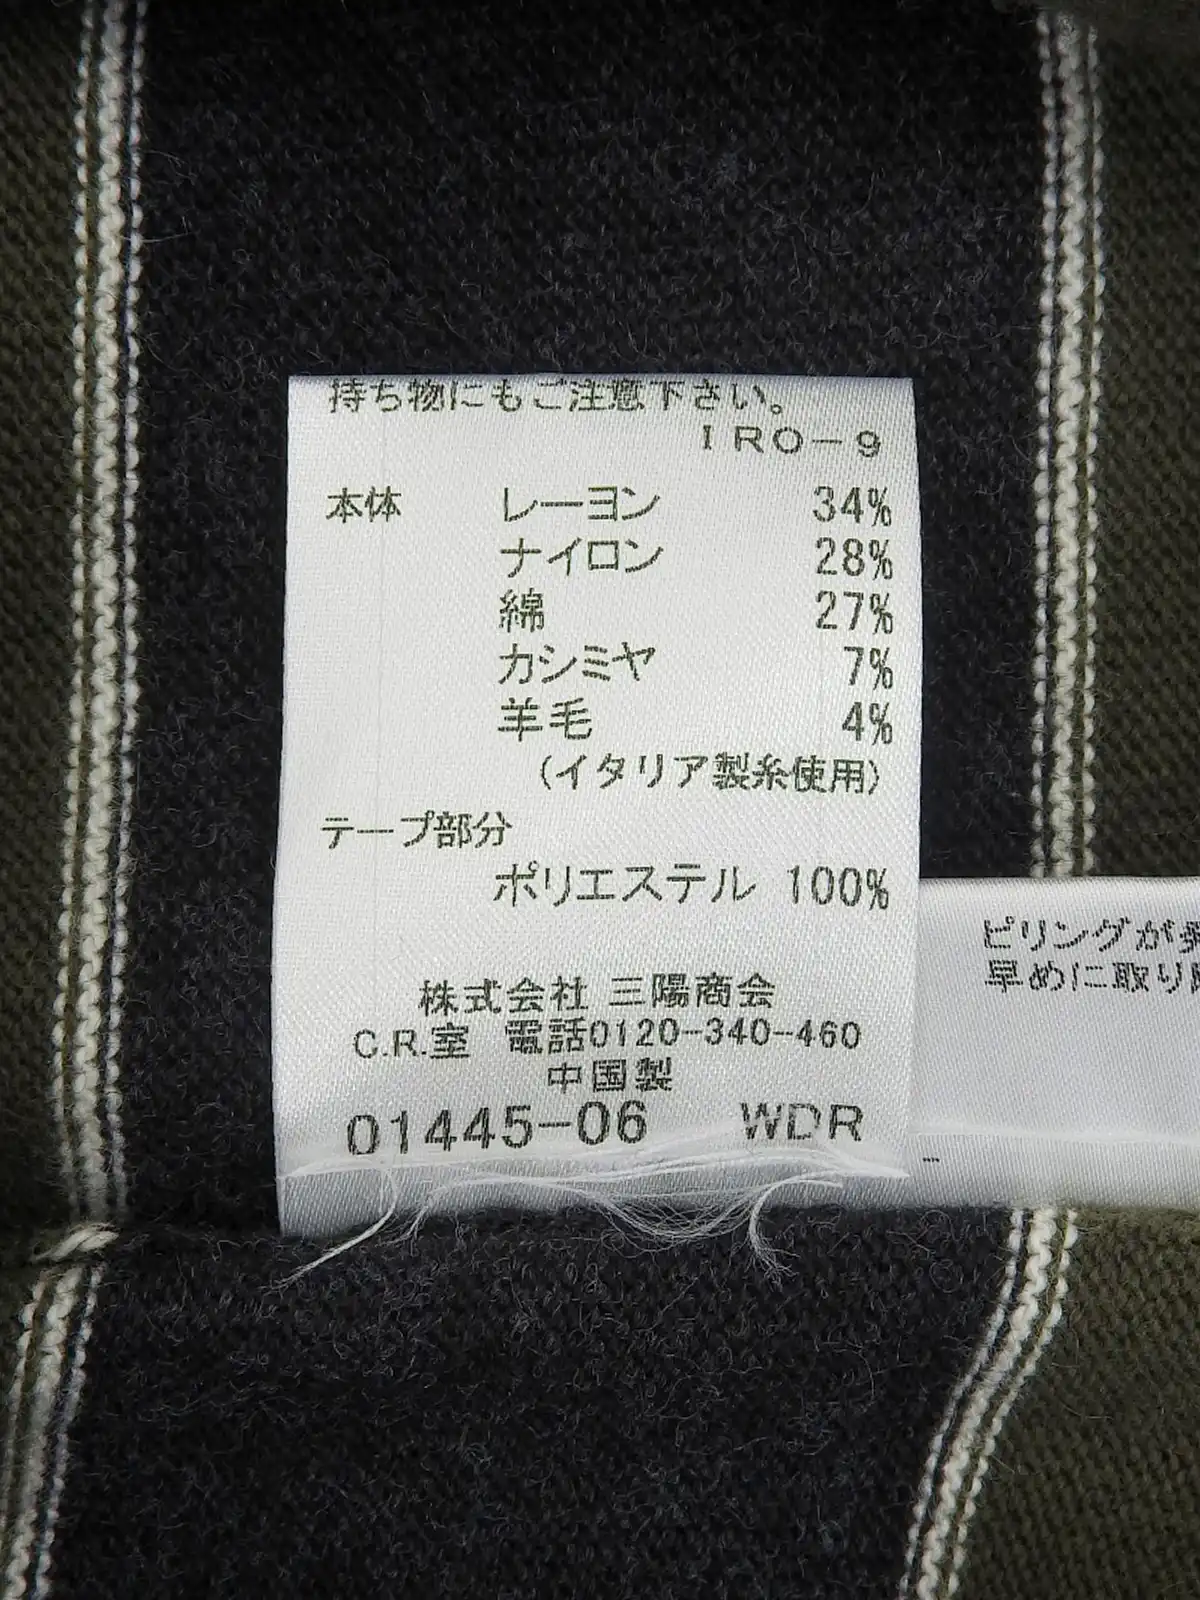 持ち物にもご注意下さい。
IRO-9
本体 レーヨン 34%
ナイロン 28%
綿 27%
カシミヤ 7%
羊毛 4%
(イタリア製糸使用)
テープ部分
ポリエステル 100%
株式会社 三陽商会
C.R.室 電話0120-340-460
中国製
01445-06 WDR
ピリングが
早めに取り